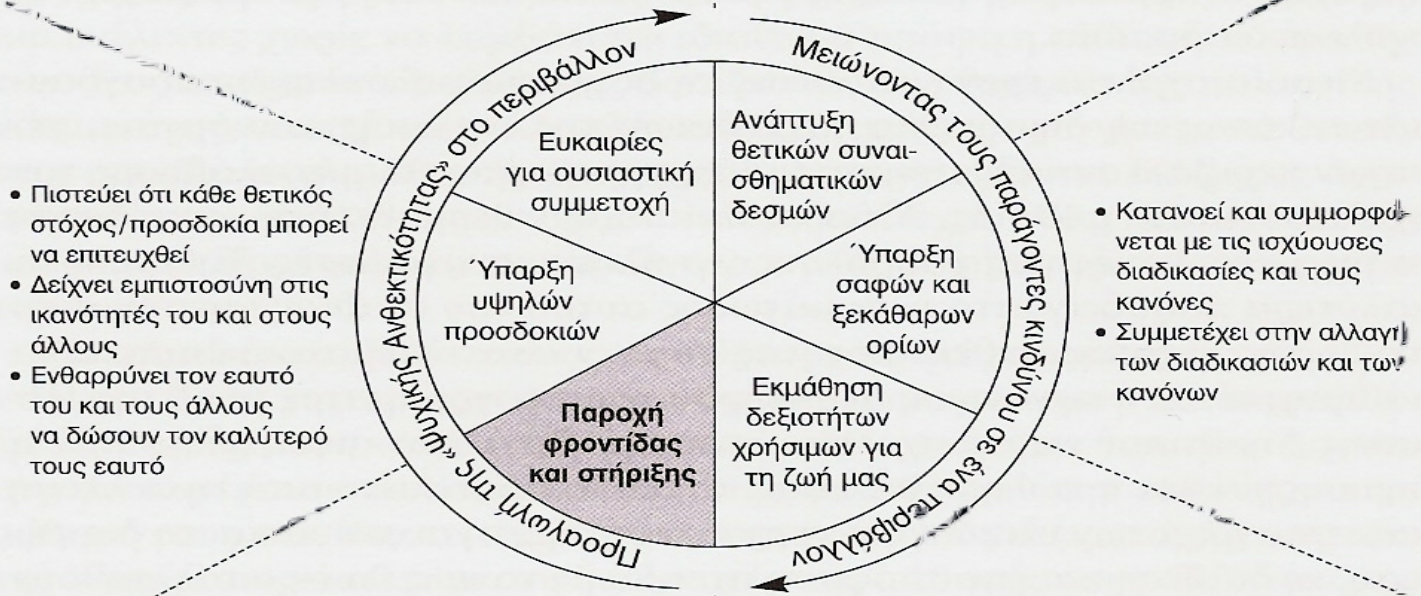 Προαγωγή της «ψυχικής Ανθεκτικότητας» στο περιβάλλον
Μειώνοντας τους παράγοντες κινδύνου σε ένα περιβάλλον
Ευκαιρίες
για ουσιαστική
συμμετοχή
Ανάπτυξη
θετικών συναι-
σθηματικών
δεσμών
Ύπαρξη
υψηλών
προσδοκιών
Ύπαρξη
σαφών και
ξεκάθαρων
ορίων
Παροχή
φροντίδας
και στήριξης
Εκμάθηση
δεξιοτήτων
χρήσιμων για
τη ζωή μας
• Πιστεύει ότι κάθε θετικός
στόχος/προσδοκία μπορεί
να επιτευχθεί
• Δείχνει εμπιστοσύνη στις
ικανότητές του και στους
άλλους
• Ενθαρρύνει τον εαυτό
του και τους άλλους
να δώσουν τον καλύτερό
τους εαυτό
• Κατανοεί και συμμορφώ-
νεται με τις ισχύουσες
διαδικασίες και τους
κανόνες
• Συμμετέχει στην αλλαγή
των διαδικασιών και των
κανόνων